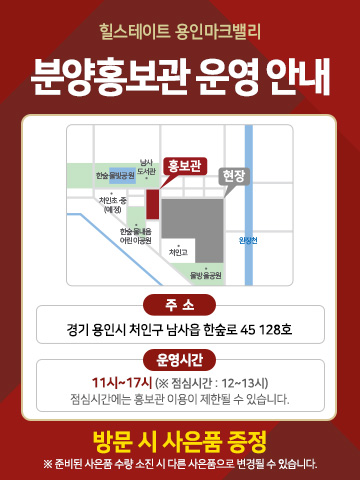 힐스테이트 용인마크밸리
분양홍보관 운영 안내
남사
도서관
홍보관
현장
한숲물빛공원
처인초·중
(예정)
한숲물내음
어린이공원
처인고
완장천
물방울공원
주 소
경기 용인시 처인구 남사읍 한숲로 45 128호
운영시간
11시~17시 (※ 점심시간 : 12~13시)
점심시간에는 홍보관 이용이 제한될 수 있습니다.
방문 시 사은품 증정
※ 준비된 사은품 수량 소진 시 다른 사은품으로 변경될 수 있습니다.